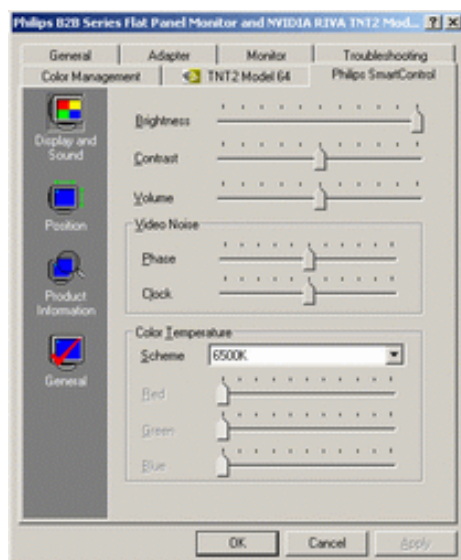 Philips B2B Series Flat Panel Monitor and NVIDIA RIVA TNT2 Mod...
General Adapter Monitor Troubleshooting
Color Management TNT2 Model 64 Philips SmartControl
Display and
Sound
Position
Product
Information
General
Brightness
Contrast
Volume
Video Noise
Phase
Clock
Color Temperature
Scheme 6500K
Red
Green
Blue
OK Cancel Apply